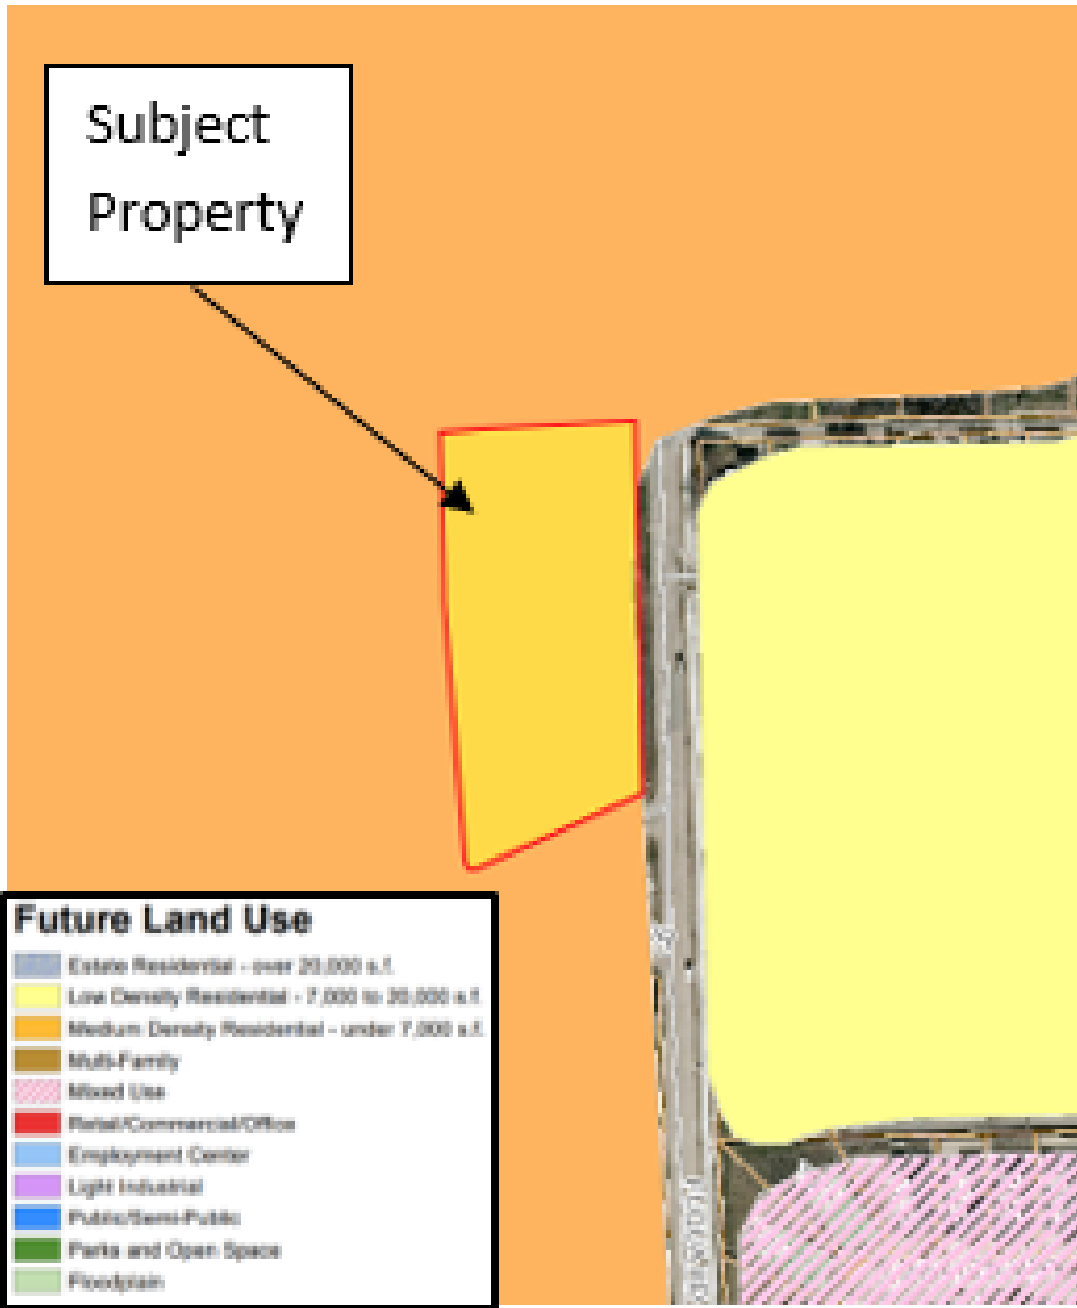 Subject
Property
Future Land Use
Estate Residential - over 20,000 s.f.
Low Density Residential - 7,000 to 20,000 s.f.
Medium Density Residential - under 7,000 s.f.
Multi-Family
Mixed Use
Retail/Commercial/Office
Employment Center
Light Industrial
Public/Semi-Public
Parks and Open Space
Floodplain